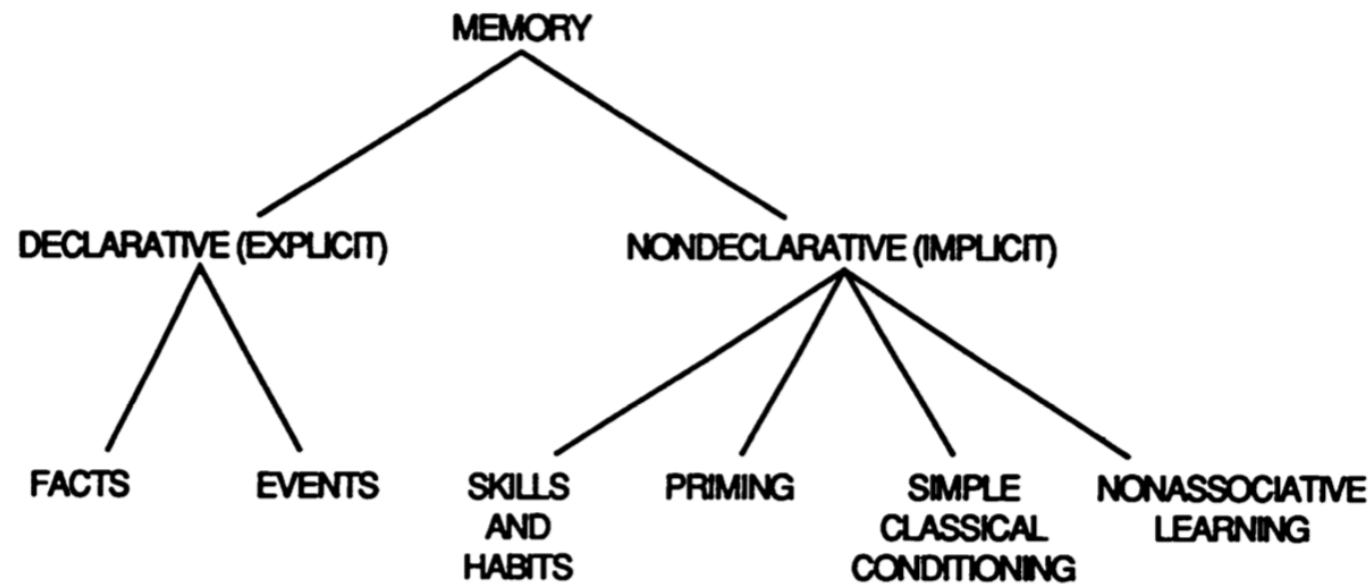 MEMORY
DECLARATIVE (EXPLICIT)
NONDECLARATIVE (IMPLICIT)
FACTS
EVENTS
SKILLS
AND
HABITS
PRIMING
SIMPLE
CLASSICAL
CONDITIONING
NONASSOCIATIVE
LEARNING